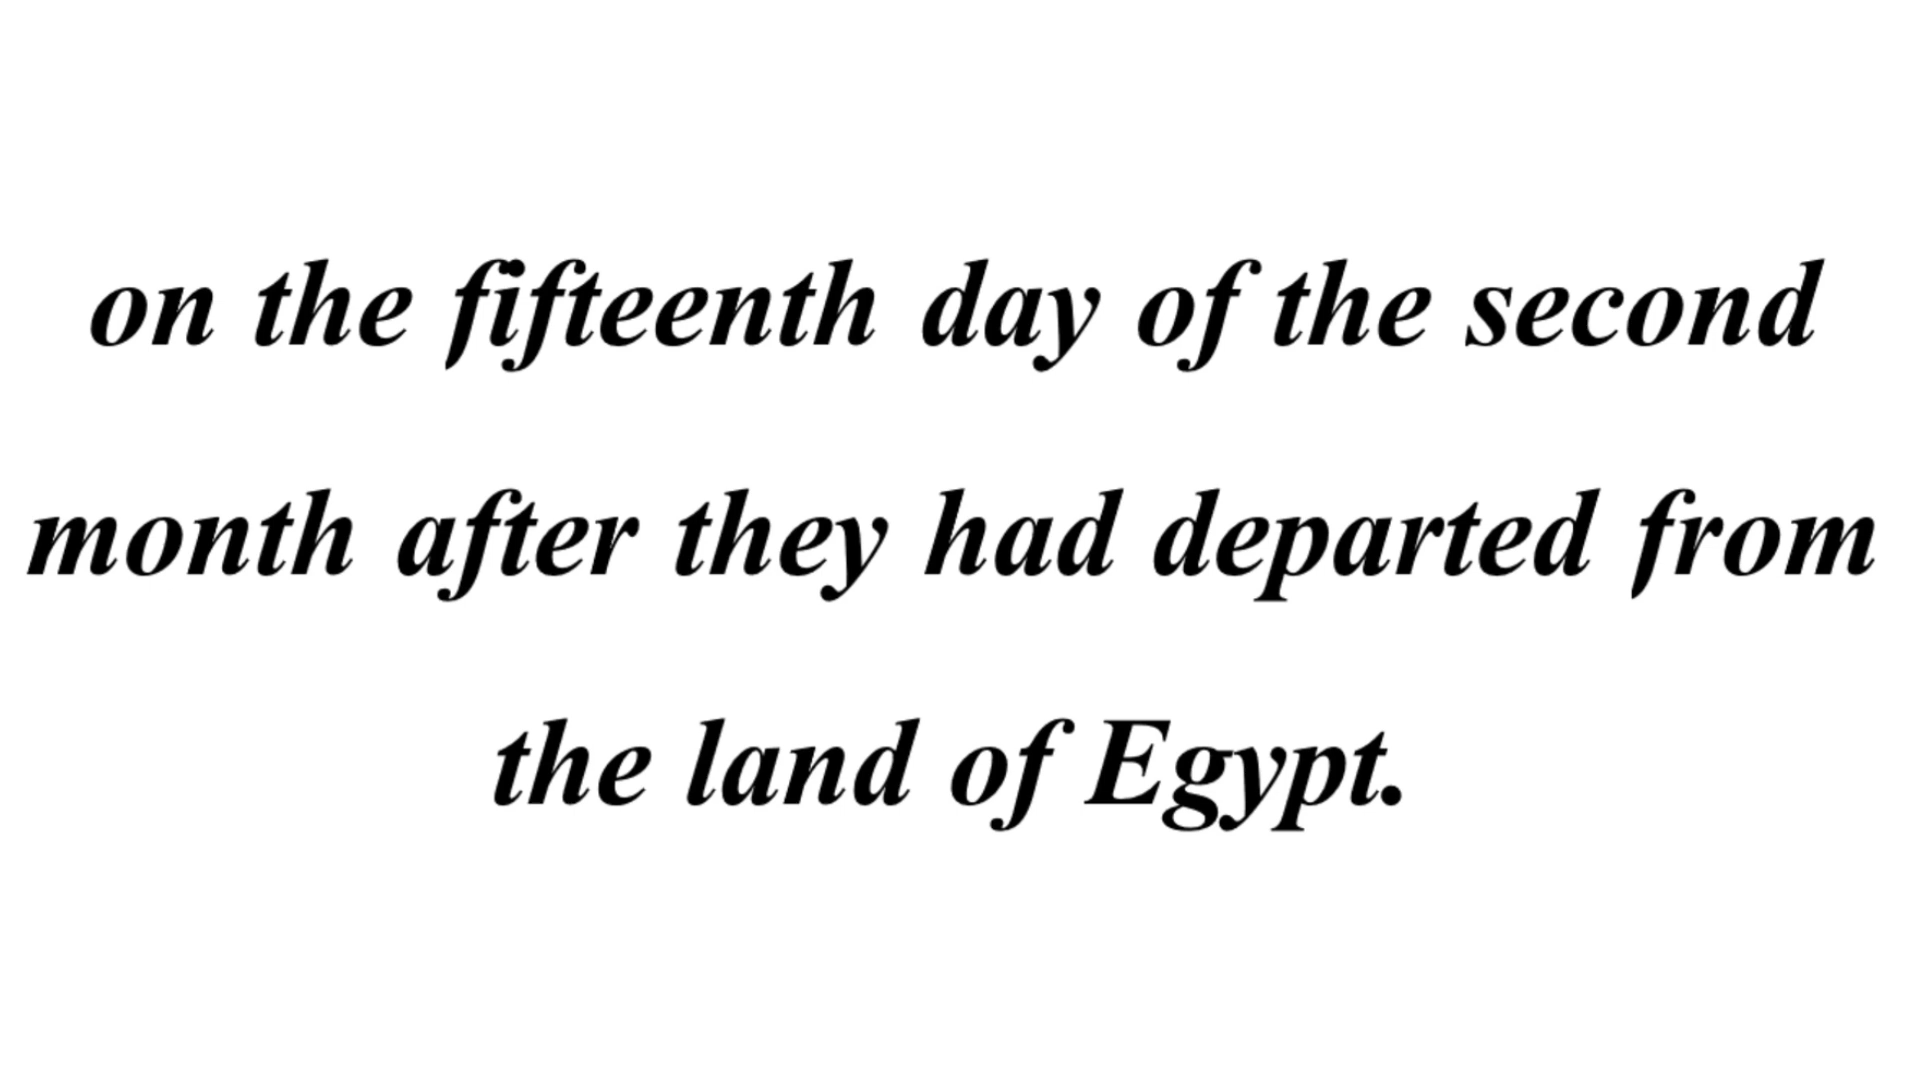 on the fifteenth day of the second
month after they had departed from
the land of Egypt.